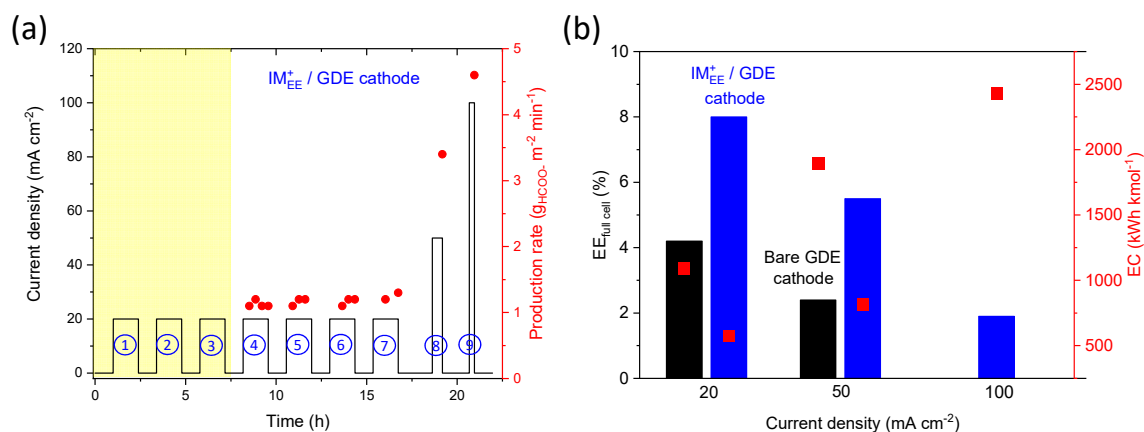 (a)
120
100
80
60
40
20
0
Current density (mA cm⁻²)
IM⁺EE / GDE cathode
1 2 3 4 5 6 7 8 9
5
4
3
2
1
0
Production rate (gHCOO- m⁻² min⁻¹)
0 5 10 15 20
Time (h)
(b)
10
8
6
4
2
0
EEfull cell (%)
IM⁺EE / GDE
cathode
Bare GDE
cathode
2500
2000
1500
1000
500
EC (kWh kmol⁻¹)
20 50 100
Current density (mA cm⁻²)